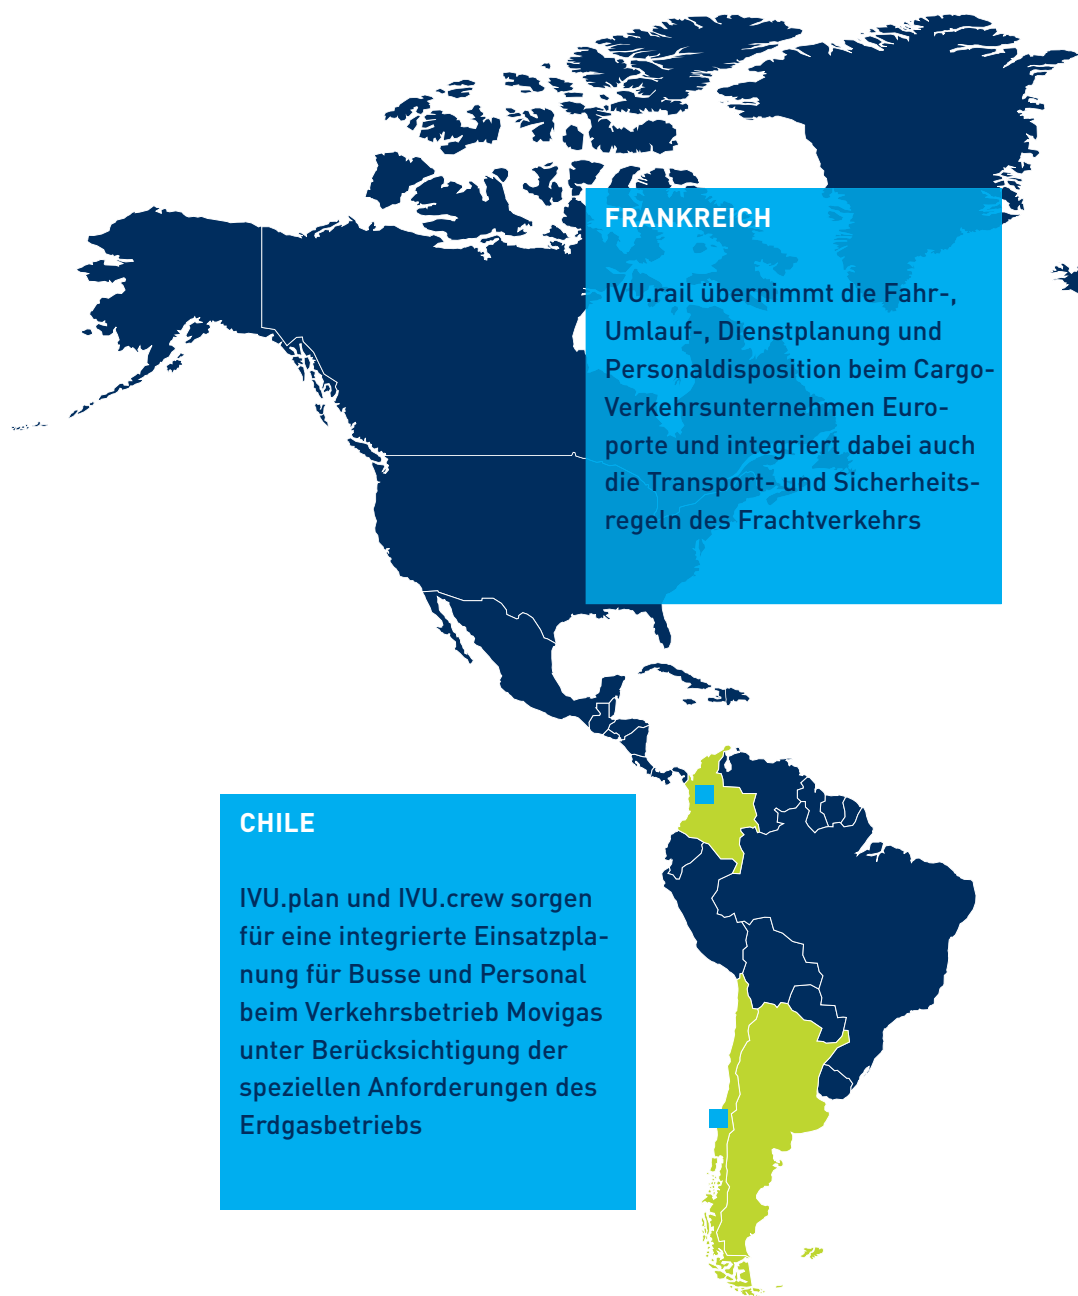 FRANKREICH
IVU.rail übernimmt die Fahr-,
Umlauf-, Dienstplanung und
Personaldisposition beim Cargo-
Verkehrsunternehmen Euro-
porte und integriert dabei auch
die Transport- und Sicherheits-
regeln des Frachtverkehrs
CHILE
IVU.plan und IVU.crew sorgen
für eine integrierte Einsatzpla-
nung für Busse und Personal
beim Verkehrsbetrieb Movigas
unter Berücksichtigung der
speziellen Anforderungen des
Erdgasbetriebs